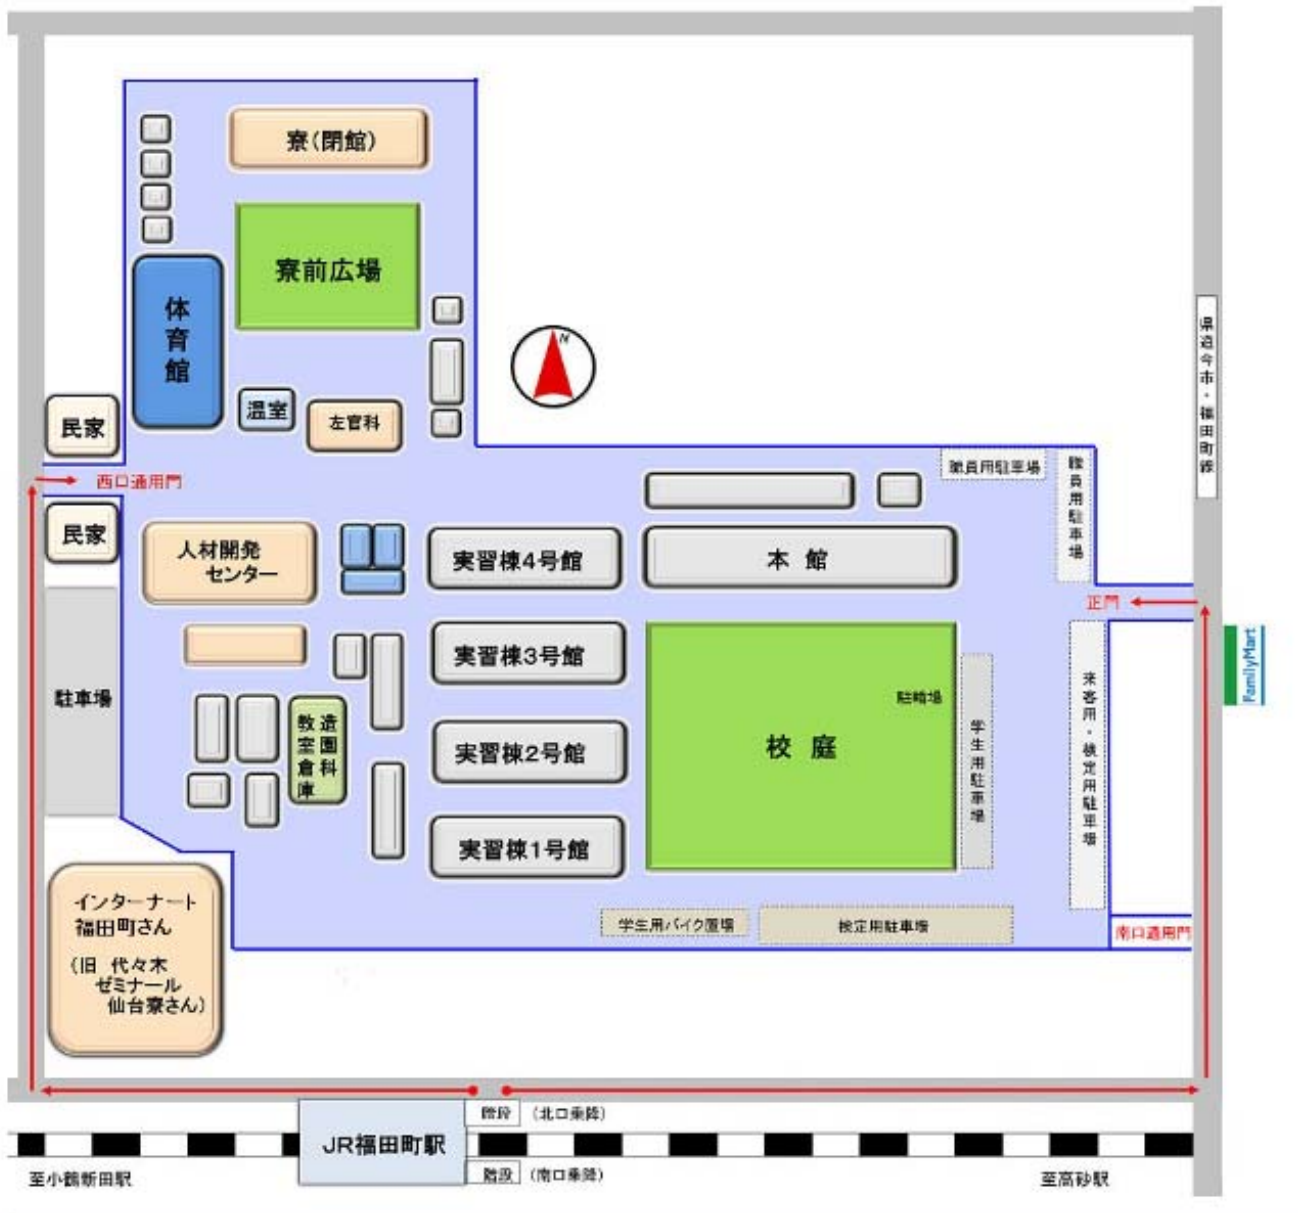 寮(閉館)
寮前広場
体育館
温室
左官科
N
民家
西口通用門
民家
県道今市・福田町線
職員用駐車場
職員用駐車場
人材開発
センター
実習棟4号館
本館
正門
FamilyMart
実習棟3号館
駐車場
教室倉庫
造園科
実習棟2号館
校庭
駐輪場
学生用駐車場
来客用・検定用駐車場
実習棟1号館
インターナート
福田町さん
(旧 代々木
ゼミナール
仙台寮さん)
学生用バイク置場
検定用駐車場
南口通用門
JR福田町駅
階段
(北口乗降)
階段
(南口乗降)
至小鶴新田駅
至高砂駅